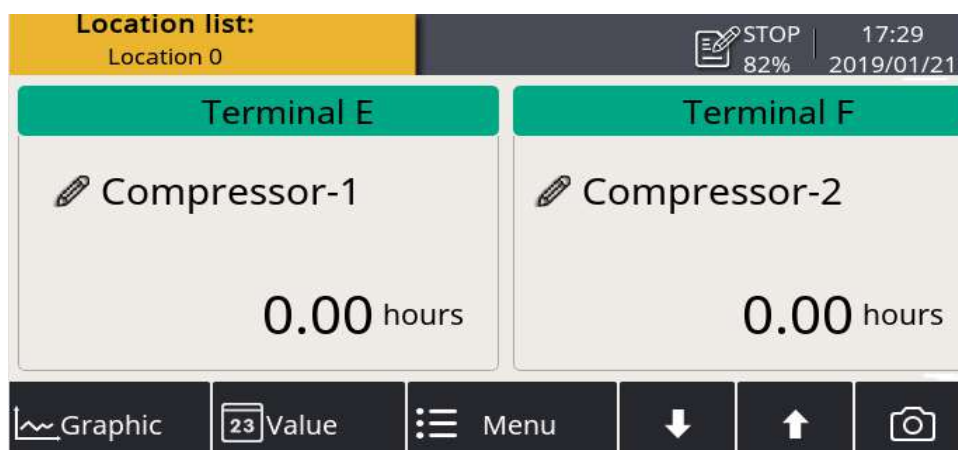 Location list:
Location 0
STOP
82%
17:29
2019/01/21
Terminal E
Terminal F
Compressor-1
Compressor-2
0.00 hours
0.00 hours
Graphic
23 Value
Menu